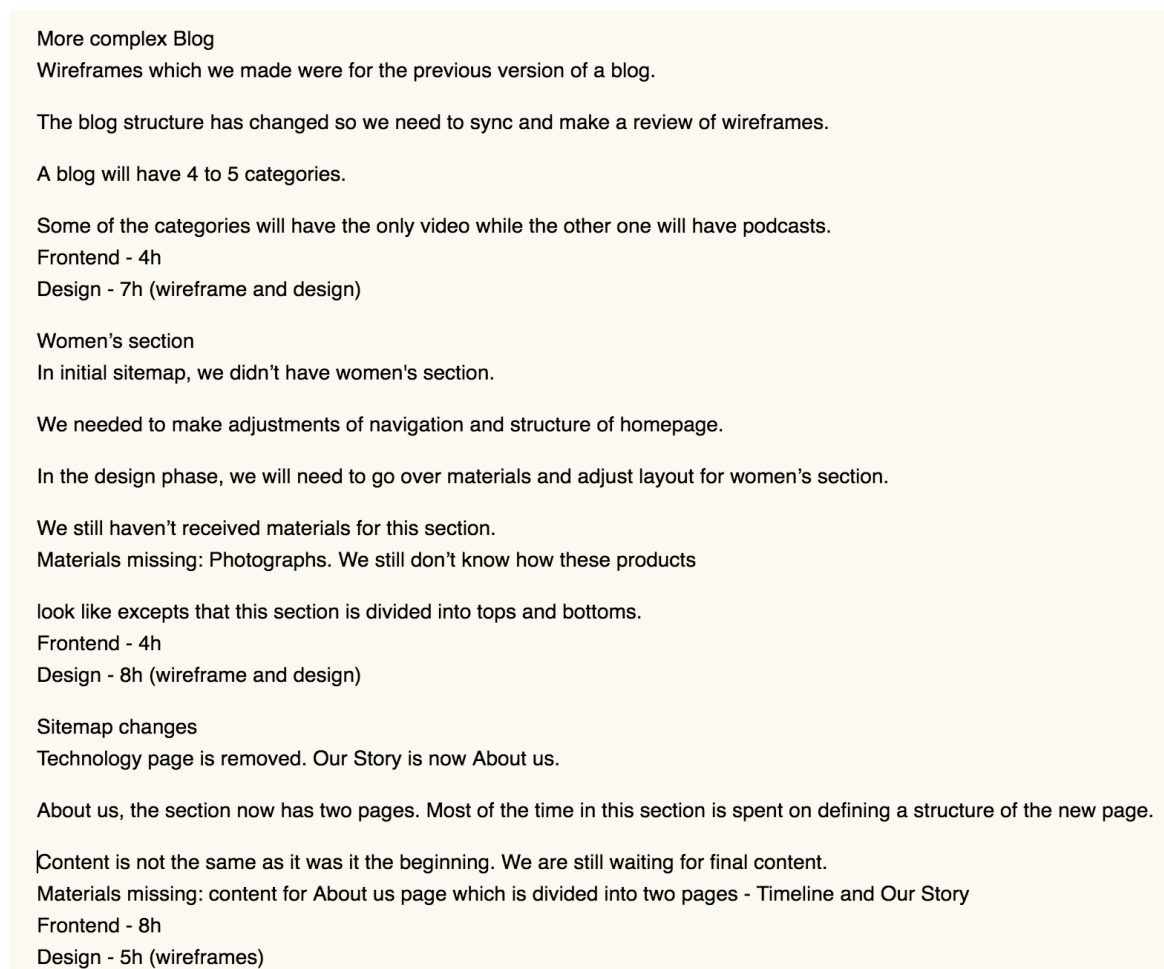 More complex Blog
Wireframes which we made were for the previous version of a blog.
The blog structure has changed so we need to sync and make a review of wireframes.
A blog will have 4 to 5 categories.
Some of the categories will have the only video while the other one will have podcasts.
Frontend - 4h
Design - 7h (wireframe and design)
Women’s section
In initial sitemap, we didn’t have women's section.
We needed to make adjustments of navigation and structure of homepage.
In the design phase, we will need to go over materials and adjust layout for women’s section.
We still haven’t received materials for this section.
Materials missing: Photographs. We still don’t know how these products
look like excepts that this section is divided into tops and bottoms.
Frontend - 4h
Design - 8h (wireframe and design)
Sitemap changes
Technology page is removed. Our Story is now About us.
About us, the section now has two pages. Most of the time in this section is spent on defining a structure of the new page.
Content is not the same as it was it the beginning. We are still waiting for final content.
Materials missing: content for About us page which is divided into two pages - Timeline and Our Story
Frontend - 8h
Design - 5h (wireframes)